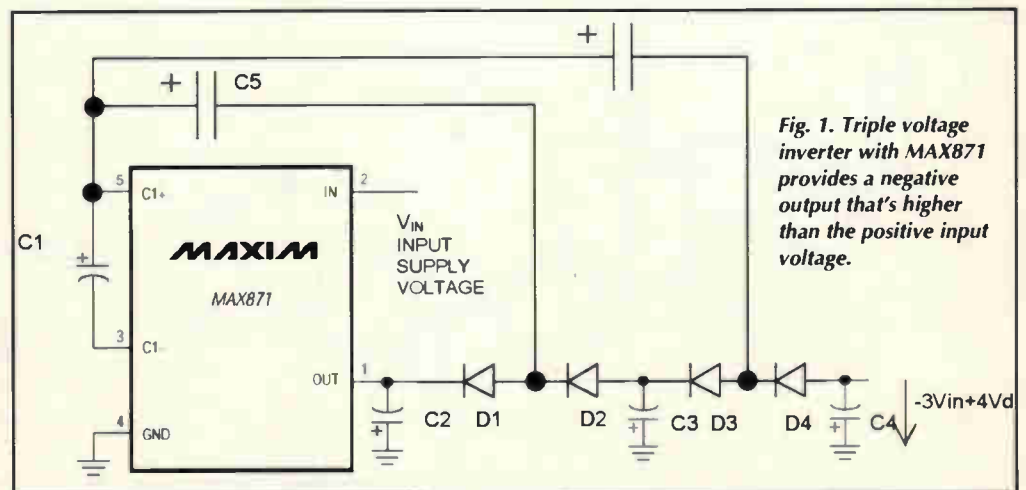 +
+
C5
Fig. 1. Triple voltage
inverter with MAX871
provides a negative
output that's higher
than the positive input
voltage.
5
C1+
IN
2
C1
+
VIN
INPUT
SUPPLY
VOLTAGE
MAXIM
MAX871
3
C1-
OUT
1
4
GND
+
C2
D1
D2
+
C3
D3
D4
+
C4
-3Vin+4Vd